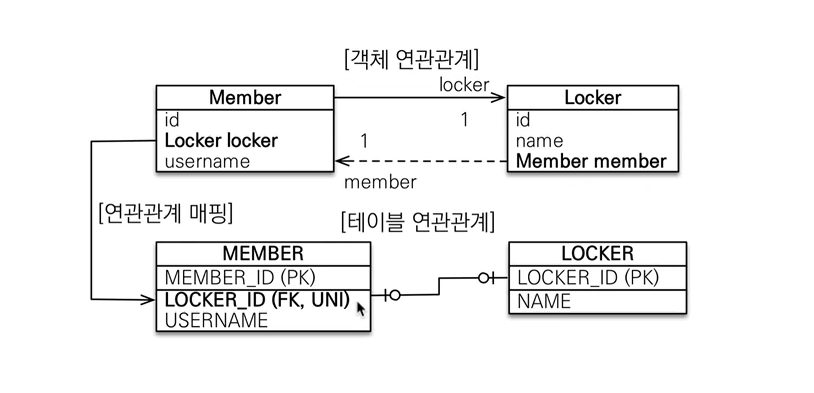 [객체 연관관계]
locker
Member
Locker
id
Locker locker
username
1
1
id
name
Member member
member
[연관관계 매핑]
[테이블 연관관계]
MEMBER
MEMBER_ID (PK)
LOCKER_ID (FK, UNI)
USERNAME
LOCKER
LOCKER_ID (PK)
NAME